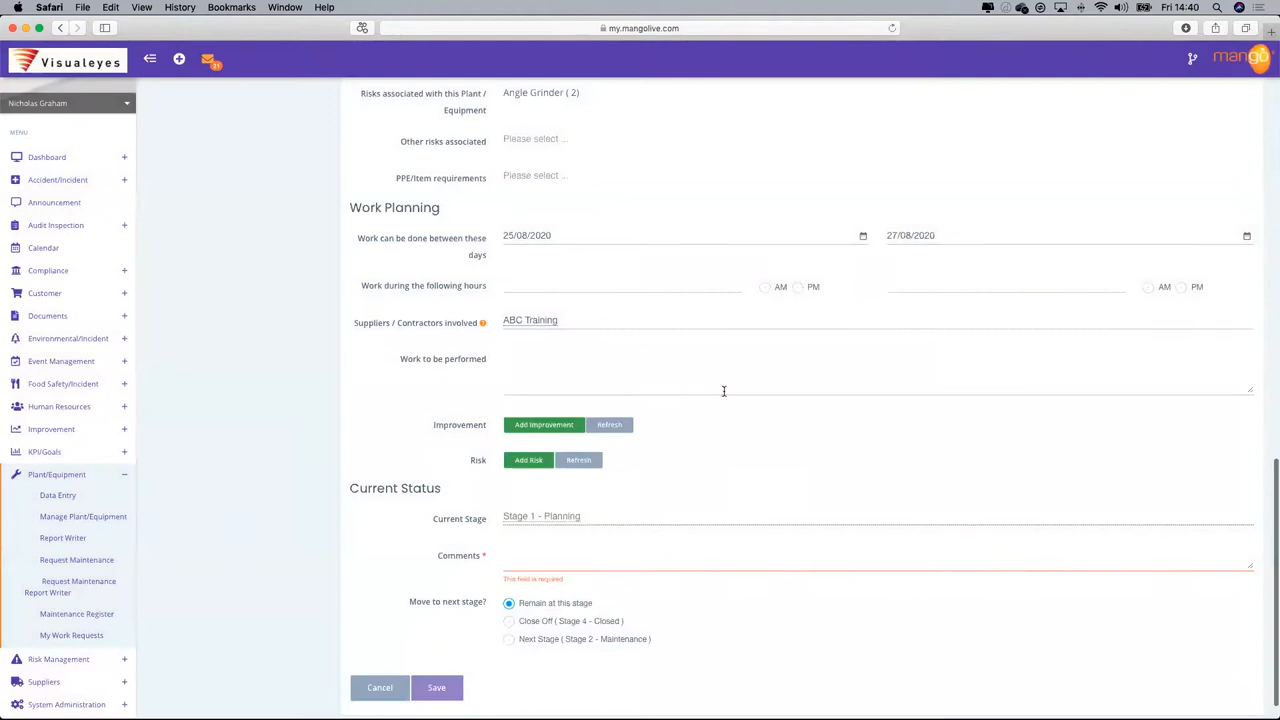 Safari File Edit View History Bookmarks Window Help
Fri 14:40
my.mangolive.com
Visualeyes
21
mango
Nicholas Graham
MENU
Dashboard +
Accident/Incident +
Announcement
Audit Inspection +
Calendar
Compliance +
Customer +
Documents +
Environmental/Incident +
Event Management +
Food Safety/Incident +
Human Resources +
Improvement +
KPI/Goals +
Plant/Equipment −
Data Entry
Manage Plant/Equipment
Report Writer
Request Maintenance
Request Maintenance
Report Writer
Maintenance Register
My Work Requests
Risk Management +
Suppliers +
System Administration +
Risks associated with this Plant /
Equipment
Angle Grinder ( 2)
Other risks associated
Please select ...
PPE/Item requirements
Please select ...
Work Planning
Work can be done between these
days
25/08/2020
27/08/2020
Work during the following hours
AM PM
AM PM
Suppliers / Contractors involved ?
ABC Training
Work to be performed
Improvement
Add Improvement Refresh
Risk
Add Risk Refresh
Current Status
Current Stage
Stage 1 - Planning
Comments *
This field is required
Move to next stage?
Remain at this stage
Close Off ( Stage 4 - Closed )
Next Stage ( Stage 2 - Maintenance )
Cancel Save